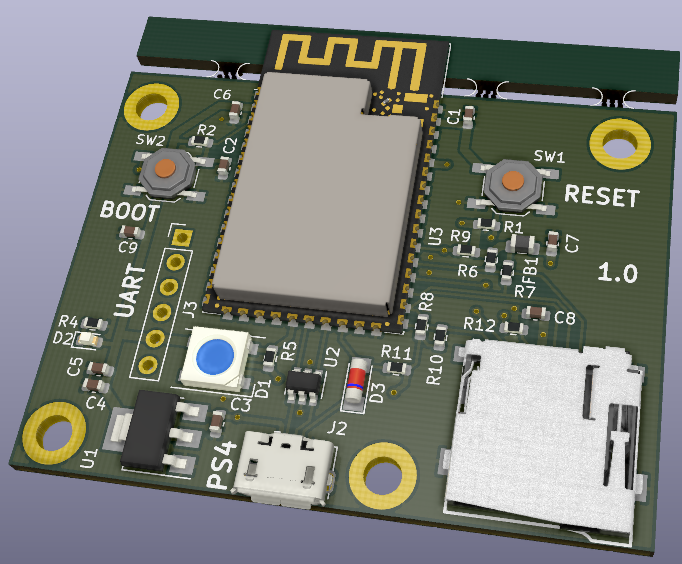 C6
C1
R2
SW2
C2
SW1
BOOT
RESET
R1
C9
U3
R9
C7
R6
FB1
R7
1.0
UART
J3
R8
C8
R4
R12
D2
R5
U2
R11
R10
C5
D1
D3
C4
C3
J2
U1
PS4